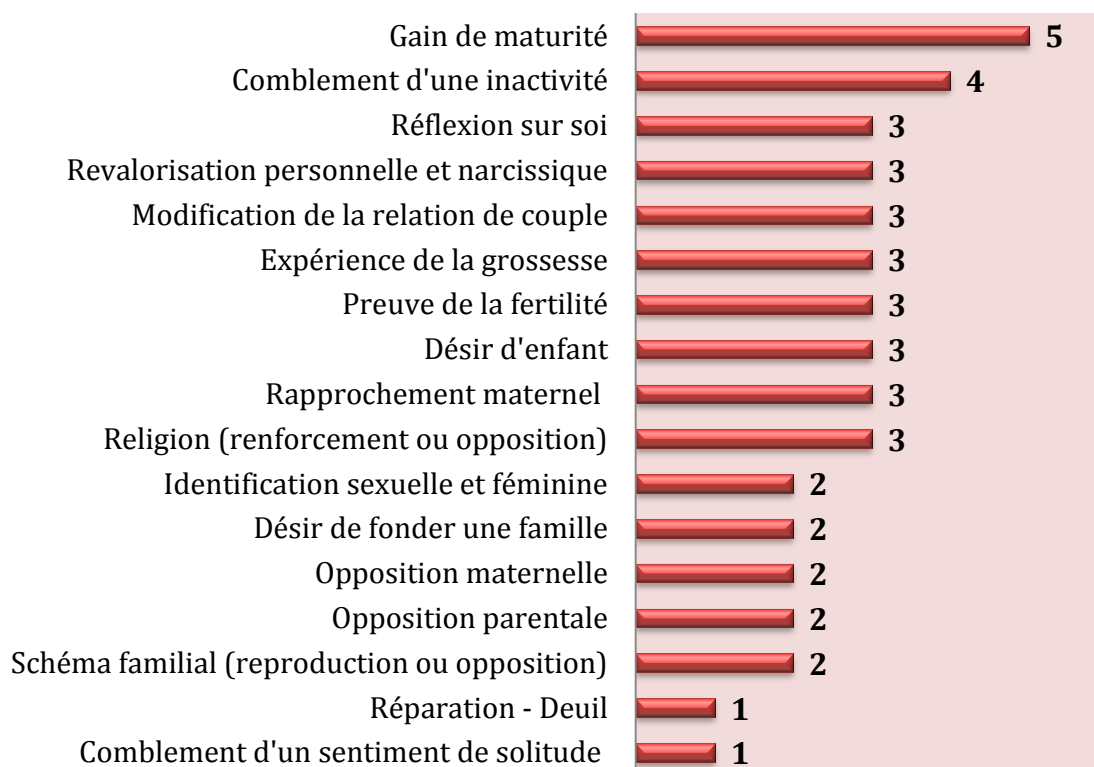 Gain de maturité 5
Comblement d'une inactivité 4
Réflexion sur soi 3
Revalorisation personnelle et narcissique 3
Modification de la relation de couple 3
Expérience de la grossesse 3
Preuve de la fertilité 3
Désir d'enfant 3
Rapprochement maternel 3
Religion (renforcement ou opposition) 3
Identification sexuelle et féminine 2
Désir de fonder une famille 2
Opposition maternelle 2
Opposition parentale 2
Schéma familial (reproduction ou opposition) 2
Réparation - Deuil 1
Comblement d'un sentiment de solitude 1